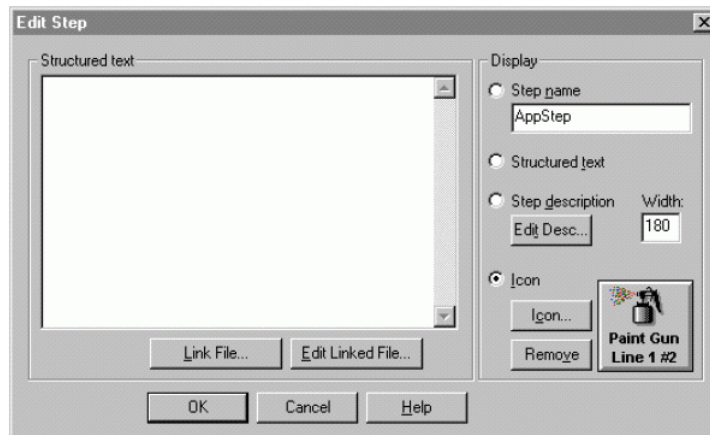 Edit Step
Structured text
Link File...
Edit Linked File...
Display
Step name
AppStep
Structured text
Step description
Width:
Edit Desc...
180
Icon
Icon...
Remove
Paint Gun
Line 1 #2
OK
Cancel
Help